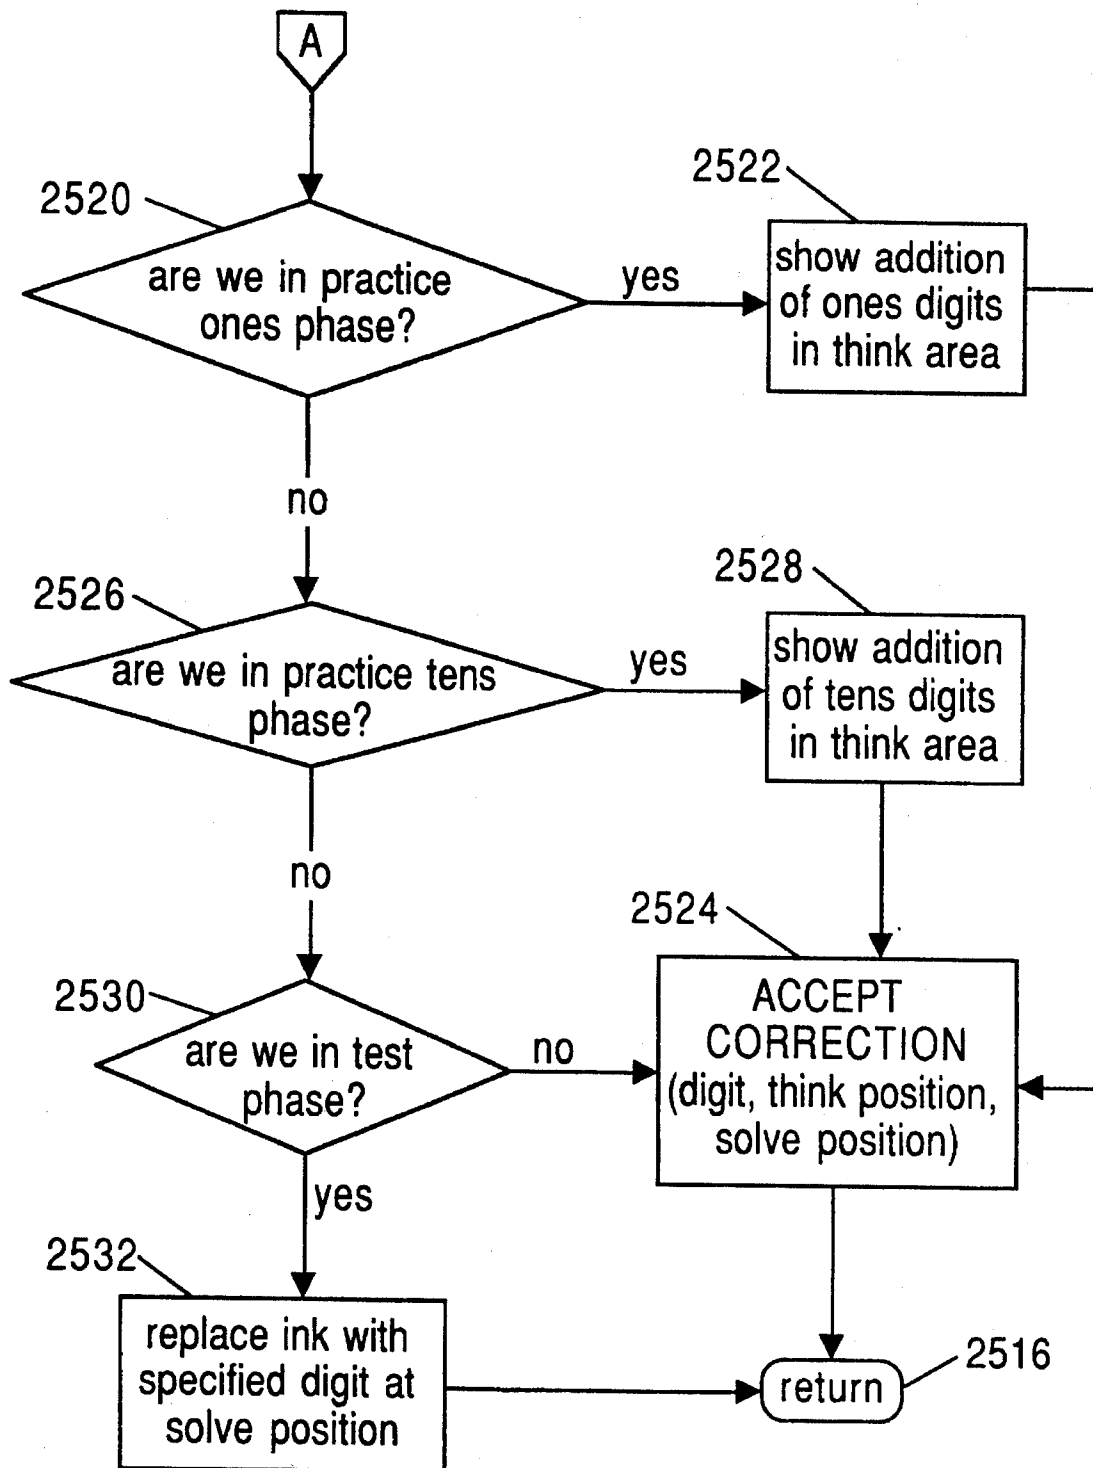 A
2520
are we in practice
ones phase?
yes
2522
show addition
of ones digits
in think area
no
2526
are we in practice tens
phase?
yes
2528
show addition
of tens digits
in think area
no
2530
are we in test
phase?
no
2524
ACCEPT
CORRECTION
(digit, think position,
solve position)
yes
2532
replace ink with
specified digit at
solve position
return
2516